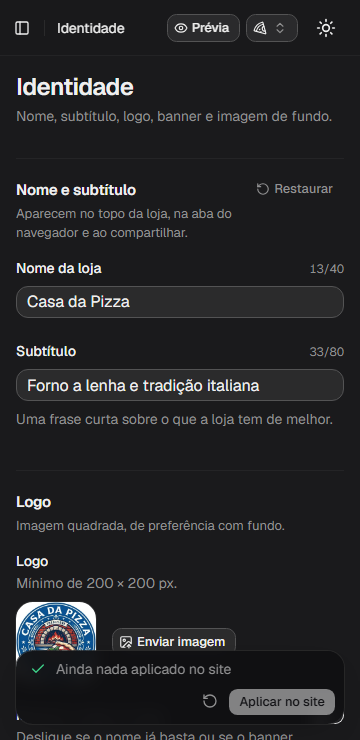 Identidade
Prévia
Identidade
Nome, subtítulo, logo, banner e imagem de fundo.
Nome e subtítulo
Restaurar
Aparecem no topo da loja, na aba do
navegador e ao compartilhar.
Nome da loja
13/40
Casa da Pizza
Subtítulo
33/80
Forno a lenha e tradição italiana
Uma frase curta sobre o que a loja tem de melhor.
Logo
Imagem quadrada, de preferência com fundo.
Logo
Mínimo de 200 × 200 px.
CASA DA PIZZA
Enviar imagem
Ainda nada aplicado no site
Aplicar no site
Desligue se o nome já basta ou se o banner